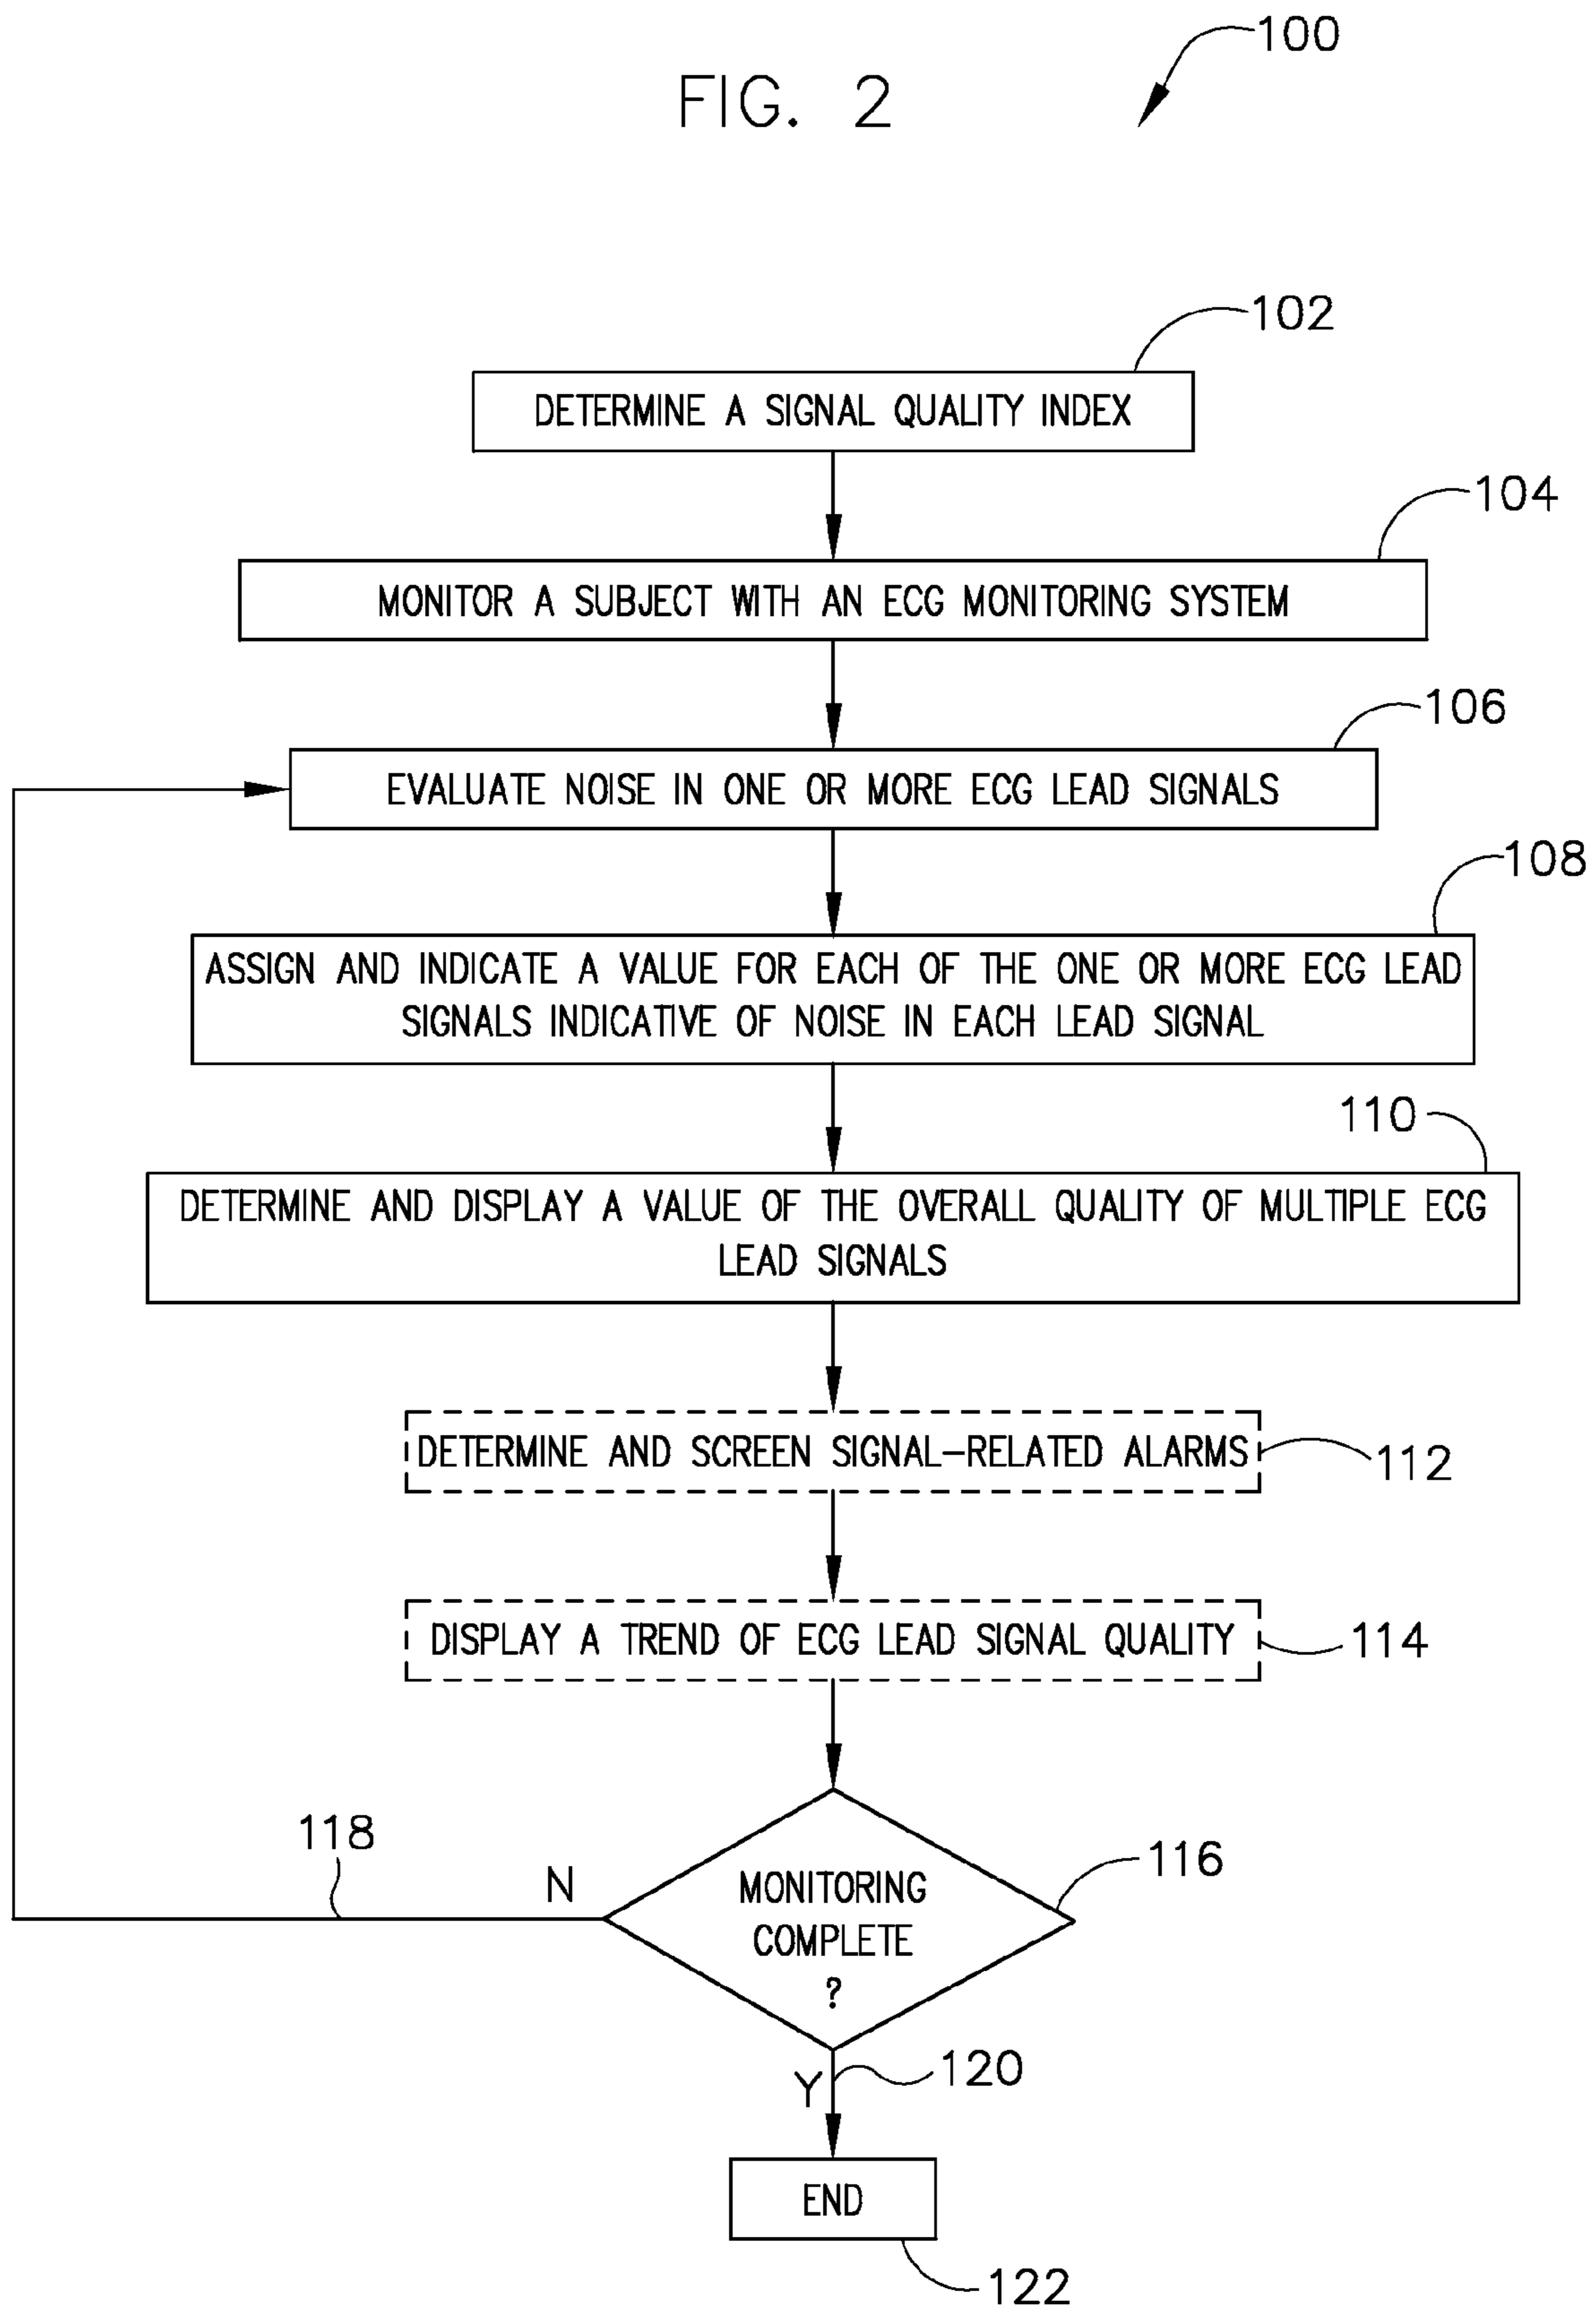 100
FIG. 2
102
DETERMINE A SIGNAL QUALITY INDEX
104
MONITOR A SUBJECT WITH AN ECG MONITORING SYSTEM
106
EVALUATE NOISE IN ONE OR MORE ECG LEAD SIGNALS
108
ASSIGN AND INDICATE A VALUE FOR EACH OF THE ONE OR MORE ECG LEAD
SIGNALS INDICATIVE OF NOISE IN EACH LEAD SIGNAL
110
DETERMINE AND DISPLAY A VALUE OF THE OVERALL QUALITY OF MULTIPLE ECG
LEAD SIGNALS
DETERMINE AND SCREEN SIGNAL-RELATED ALARMS
112
DISPLAY A TREND OF ECG LEAD SIGNAL QUALITY
114
118
N
MONITORING
COMPLETE
?
116
Y
120
END
122